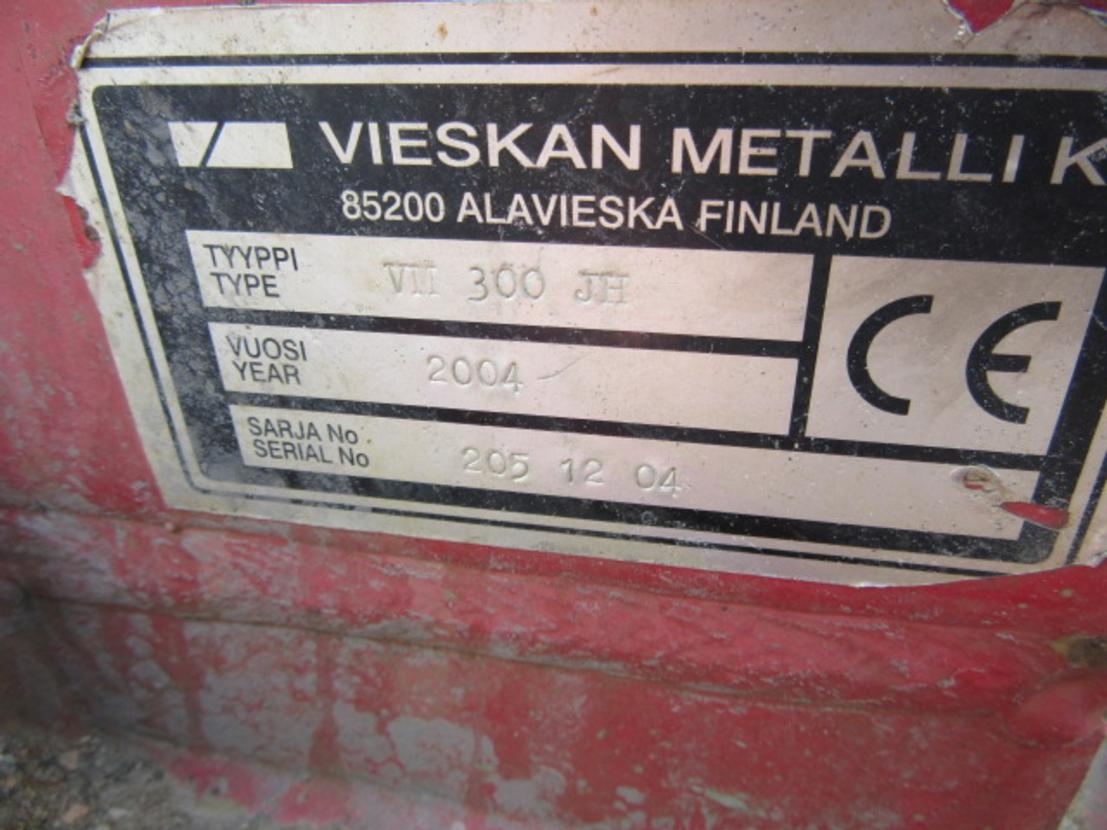 VIESKAN METALLI K
85200 ALAVIESKA FINLAND
TYYPPI
TYPE
VII 300 JH
VUOSI
YEAR
2004
SARJA No
SERIAL No
205 12 04
CE